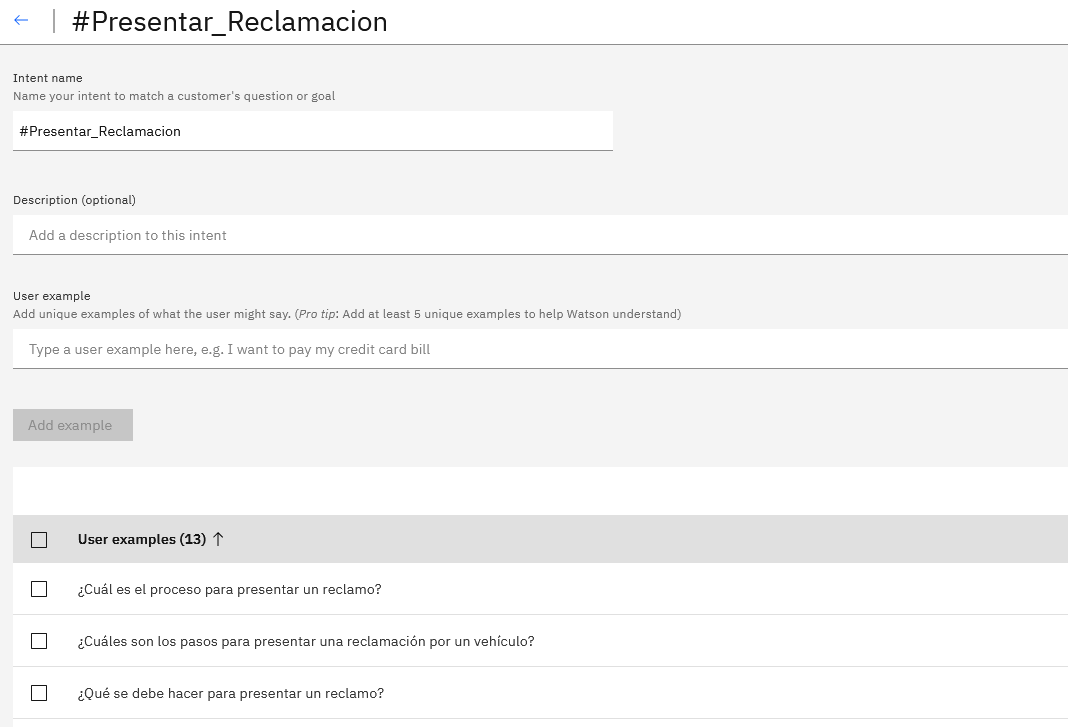 #Presentar_Reclamacion
Intent name
Name your intent to match a customer's question or goal
#Presentar_Reclamacion
Description (optional)
Add a description to this intent
User example
Add unique examples of what the user might say. (Pro tip: Add at least 5 unique examples to help Watson understand)
Type a user example here, e.g. I want to pay my credit card bill
Add example
User examples (13)
¿Cuál es el proceso para presentar un reclamo?
¿Cuáles son los pasos para presentar una reclamación por un vehículo?
¿Qué se debe hacer para presentar un reclamo?